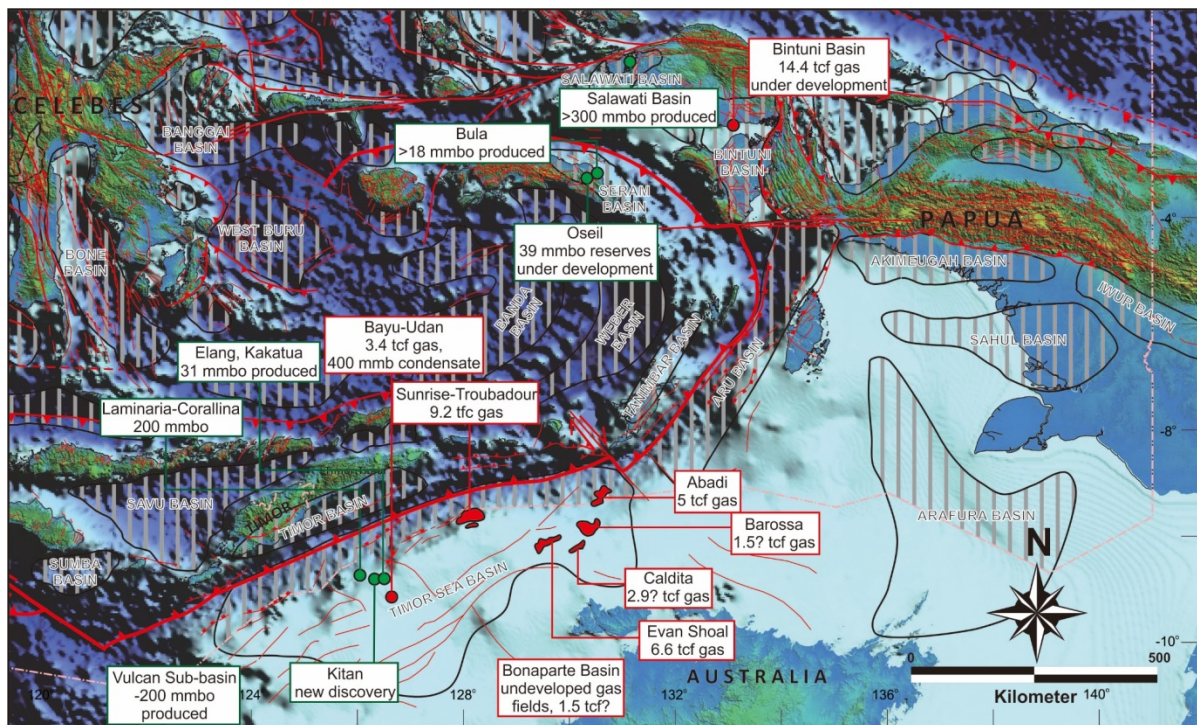 Bintuni Basin
14.4 tcf gas
under development
SALAWATI BASIN
Salawati Basin
>300 mmbo produced
CELEBES
BANGGAI
BASIN
Bula
>18 mmbo produced
BINTUNI
BASIN
SERAM
BASIN
PAPUA
-4°
WEST BURU
BASIN
BONE
BASIN
Oseil
39 mmbo reserves
under development
AKIMEUGAH BASIN
IWUR BASIN
BANDA
BASIN
WEBER
BASIN
SAHUL BASIN
Bayu-Udan
3.4 tcf gas,
400 mmb condensate
TANIMBAR BASIN
ARU BASIN
Elang, Kakatua
31 mmbo produced
Sunrise-Troubadour
9.2 tfc gas
Laminaria-Corallina
200 mmbo
-8°
SAVU BASIN
TIMOR
TIMOR BASIN
Abadi
5 tcf gas
ARAFURA BASIN
Barossa
1.5? tcf gas
N
SUMBA
BASIN
TIMOR SEA BASIN
Caldita
2.9? tcf gas
Evan Shoal
6.6 tcf gas
-10°
Vulcan Sub-basin
-200 mmbo
produced
Kitan
new discovery
Bonaparte Basin
undeveloped gas
fields, 1.5 tcf?
AUSTRALIA
0 500
Kilometer
120° 124 128° 132° 136° 140°